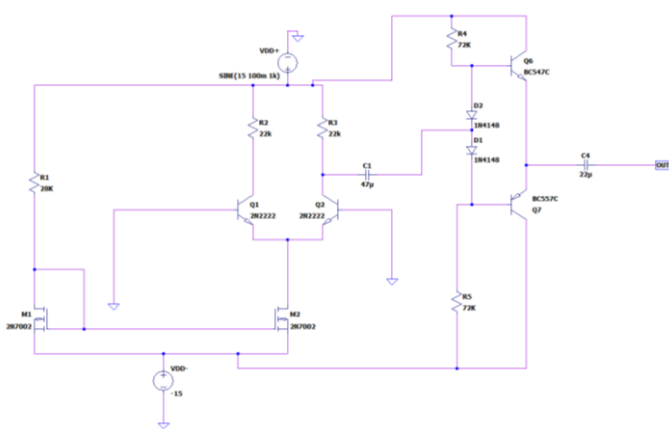 R4
72K
VDD+
Q6
BC547C
SINE(15 100m 1k)
D2
1N4148
R2
22k
R3
22k
D1
1N4148
C1
47µ
C4
22µ
OUT
R1
28K
Q1
2N2222
Q2
2N2222
BC557C
Q7
R5
72K
M1
2N7002
M2
2N7002
VDD-
-15